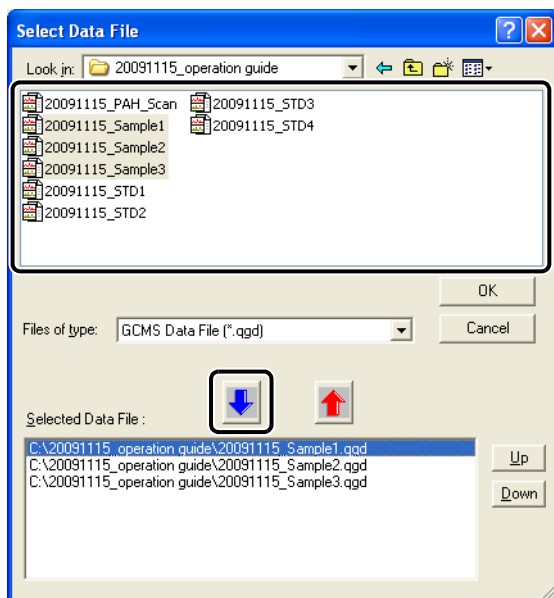 Select Data File
Look in: 20091115_operation guide
20091115_PAH_Scan 20091115_STD3
20091115_Sample1 20091115_STD4
20091115_Sample2
20091115_Sample3
20091115_STD1
20091115_STD2
OK
Files of type: GCMS Data File (*.qgd) Cancel
Selected Data File :
C:\20091115_operation guide\20091115_Sample1.qgd
C:\20091115_operation guide\20091115_Sample2.qgd
C:\20091115_operation guide\20091115_Sample3.qgd
Up
Down